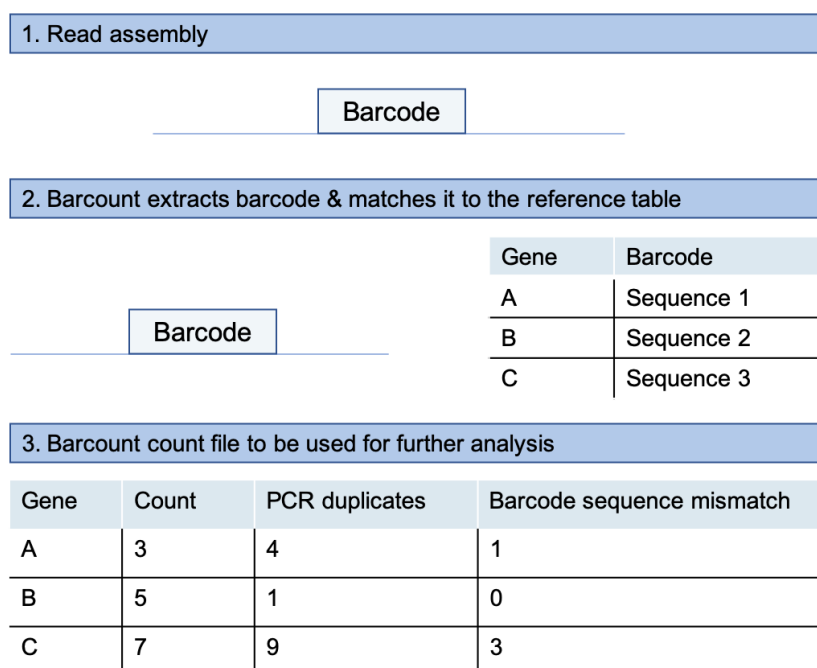 1. Read assembly
Barcode
2. Barcount extracts barcode & matches it to the reference table
Gene Barcode
A Sequence 1
Barcode
B Sequence 2
C Sequence 3
3. Barcount count file to be used for further analysis
Gene Count PCR duplicates Barcode sequence mismatch
A 3 4 1
B 5 1 0
C 7 9 3